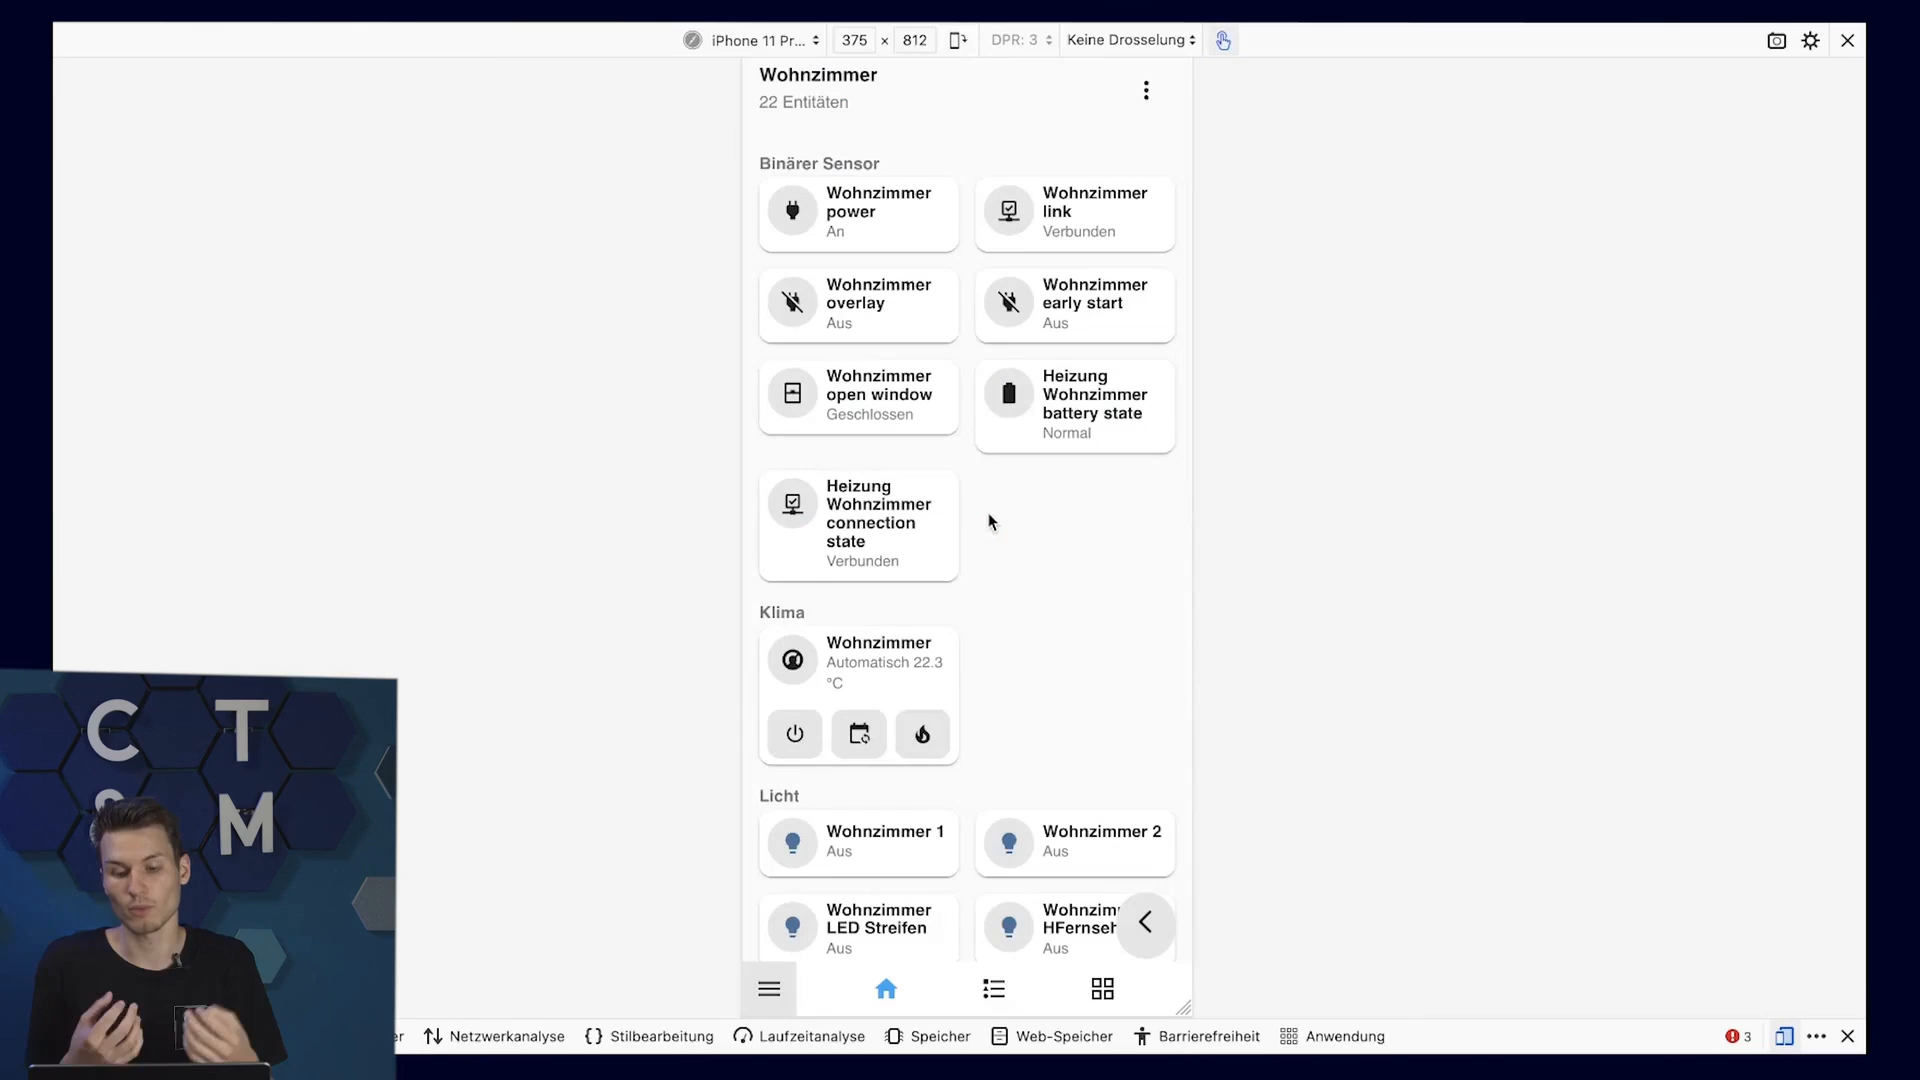 iPhone 11 Pr...
375 × 812
DPR: 3
Keine Drosselung
Wohnzimmer
22 Entitäten
Binärer Sensor
Wohnzimmer
power
An
Wohnzimmer
link
Verbunden
Wohnzimmer
overlay
Aus
Wohnzimmer
early start
Aus
Wohnzimmer
open window
Geschlossen
Heizung
Wohnzimmer
battery state
Normal
Heizung
Wohnzimmer
connection
state
Verbunden
Klima
Wohnzimmer
Automatisch 22.3
°C
Licht
Wohnzimmer 1
Aus
Wohnzimmer 2
Aus
Wohnzimmer
LED Streifen
Aus
Aus
C T
M
Netzwerkanalyse
Stilbearbeitung
Laufzeitanalyse
Speicher
Web-Speicher
Barrierefreiheit
Anwendung
3